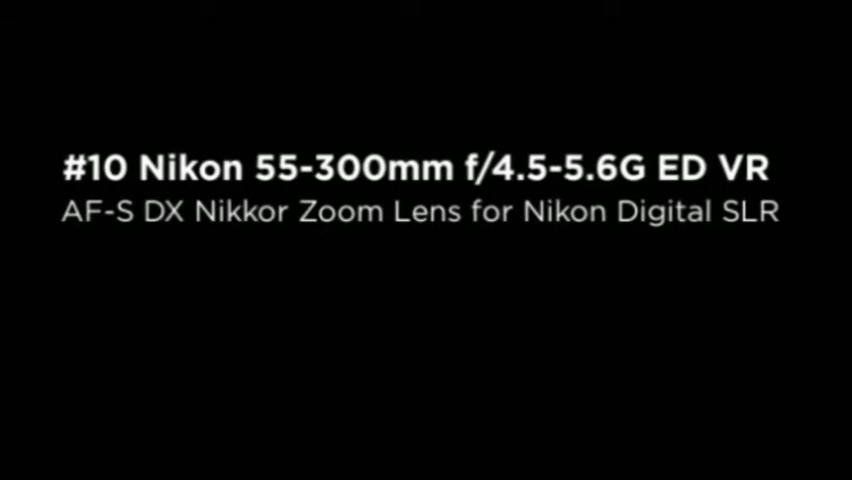 #10 Nikon 55-300mm f/4.5-5.6G ED VR
AF-S DX Nikkor Zoom Lens for Nikon Digital SLR